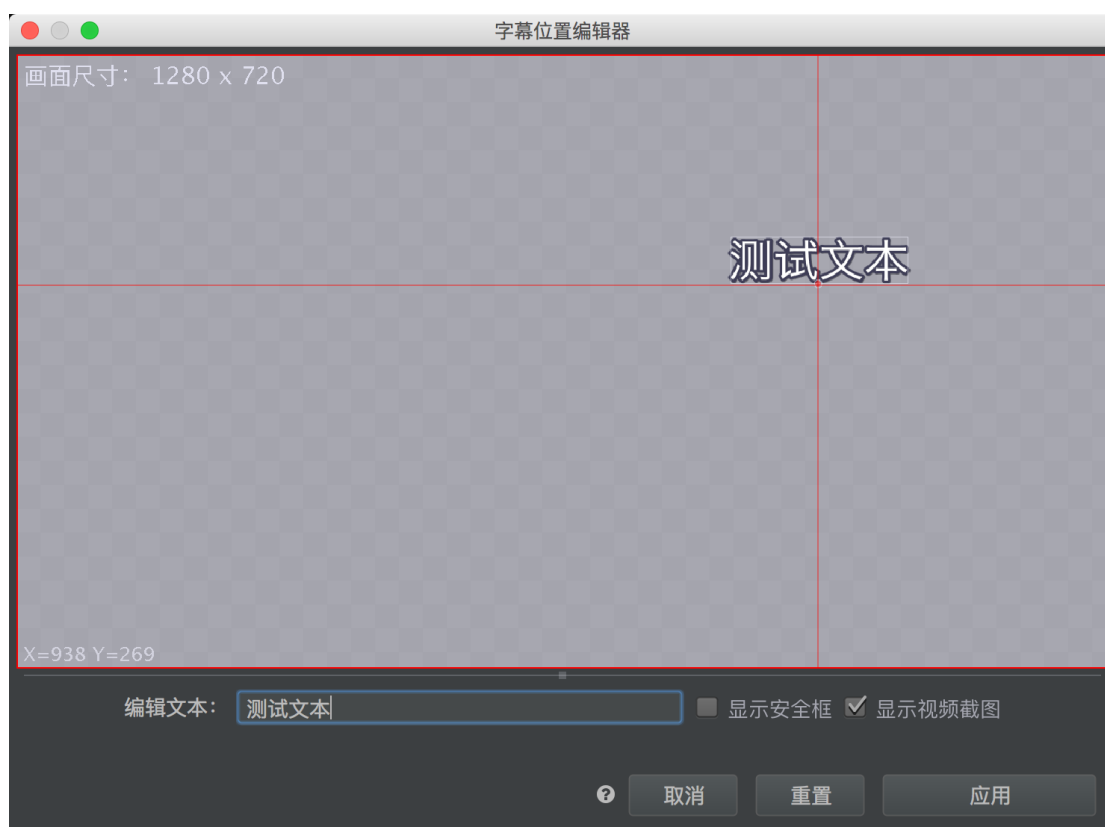 字幕位置编辑器
画面尺寸： 1280 x 720
测试文本
X=938 Y=269
编辑文本： 测试文本 显示安全框 显示视频截图
? 取消 重置 应用